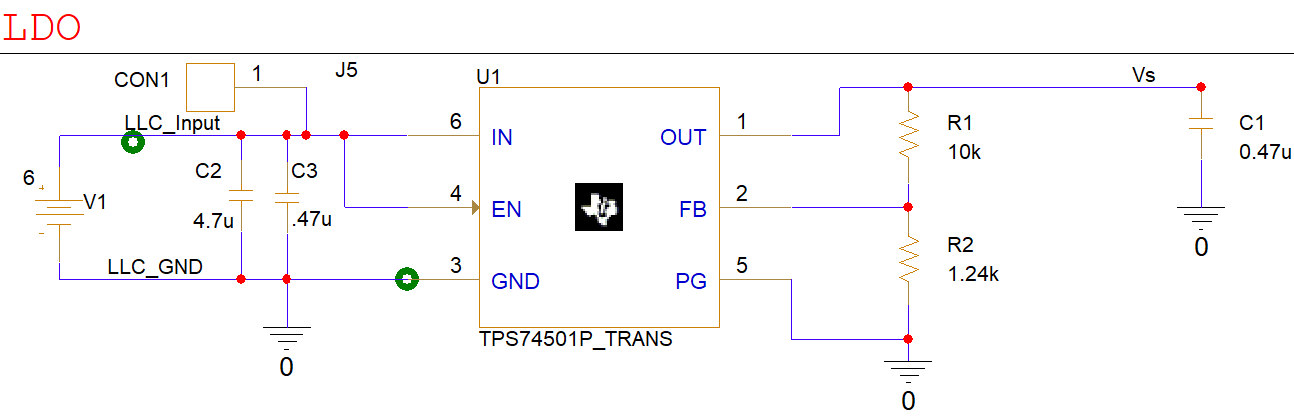 LDO
CON1
1
J5
U1
Vs
LLC_Input
6
IN
OUT
1
R1
10k
C1
0.47u
6
V1
C2
4.7u
C3
.47u
4
EN
FB
2
R2
1.24k
0
LLC_GND
3
GND
PG
5
TPS74501P_TRANS
0
0